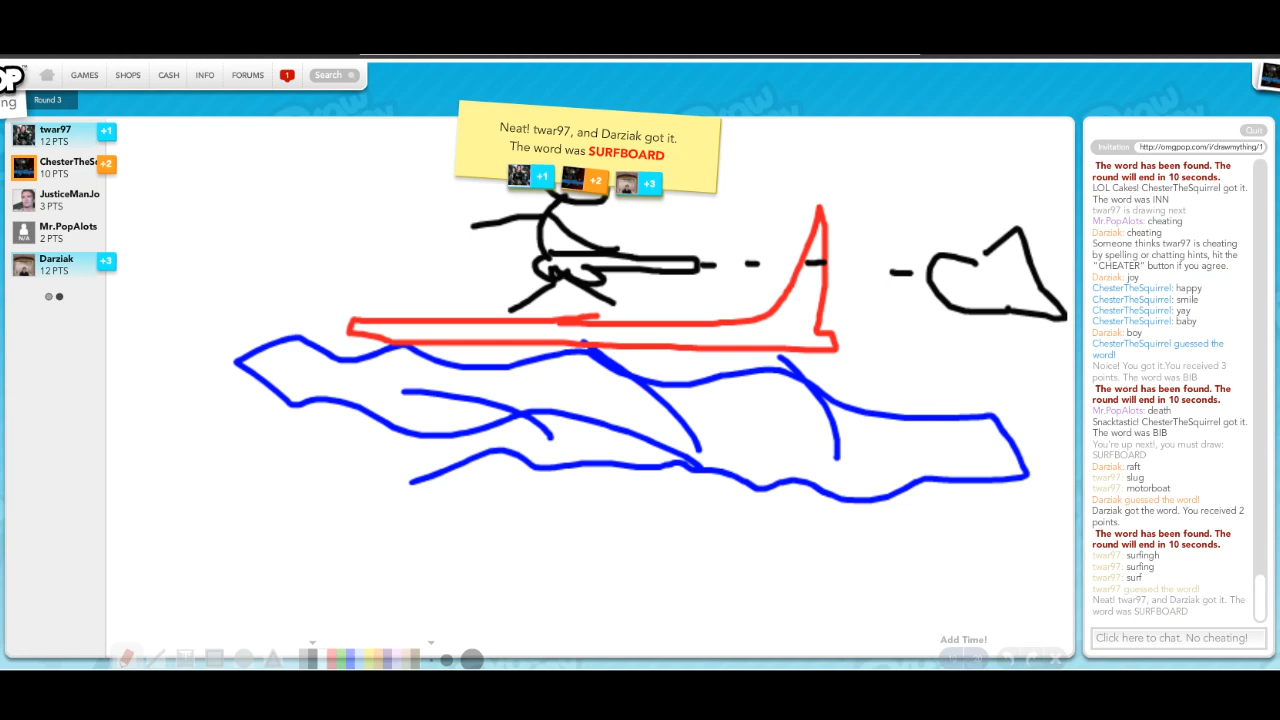 GAMES SHOPS CASH INFO FORUMS 1 Search
Round 3
twar97 +1
12 PTS
ChesterTheS +2
10 PTS
JusticeManJo
3 PTS
Mr.PopAlots
N/A 2 PTS
Darziak +3
12 PTS
Neat! twar97, and Darziak got it.
The word was SURFBOARD
+1 +2 +3
Add Time!
Quit
Invitation http://omgpop.com/i/drawmything/1
The word has been found. The
round will end in 10 seconds.
LOL Cakes! ChesterTheSquirrel got it.
The word was INN
twar97 is drawing next
Mr.PopAlots: cheating
Darziak: cheating
Someone thinks twar97 is cheating
by spelling or chatting hints, hit the
"CHEATER" button if you agree.
Darziak: joy
ChesterTheSquirrel: happy
ChesterTheSquirrel: smile
ChesterTheSquirrel: yay
ChesterTheSquirrel: baby
Darziak: boy
ChesterTheSquirrel guessed the
word!
Noice! You got it.You received 3
points. The word was BIB
The word has been found. The
round will end in 10 seconds.
Mr.PopAlots: death
Snacktastic! ChesterTheSquirrel got it.
The word was BIB
You're up next!, you must draw:
SURFBOARD
Darziak: raft
twar97: slug
twar97: motorboat
Darziak guessed the word!
Darziak got the word. You received 2
points.
The word has been found. The
round will end in 10 seconds.
twar97: surfingh
twar97: surfing
twar97: surf
twar97 guessed the word!
Neat! twar97, and Darziak got it. The
word was SURFBOARD
Click here to chat. No cheating!